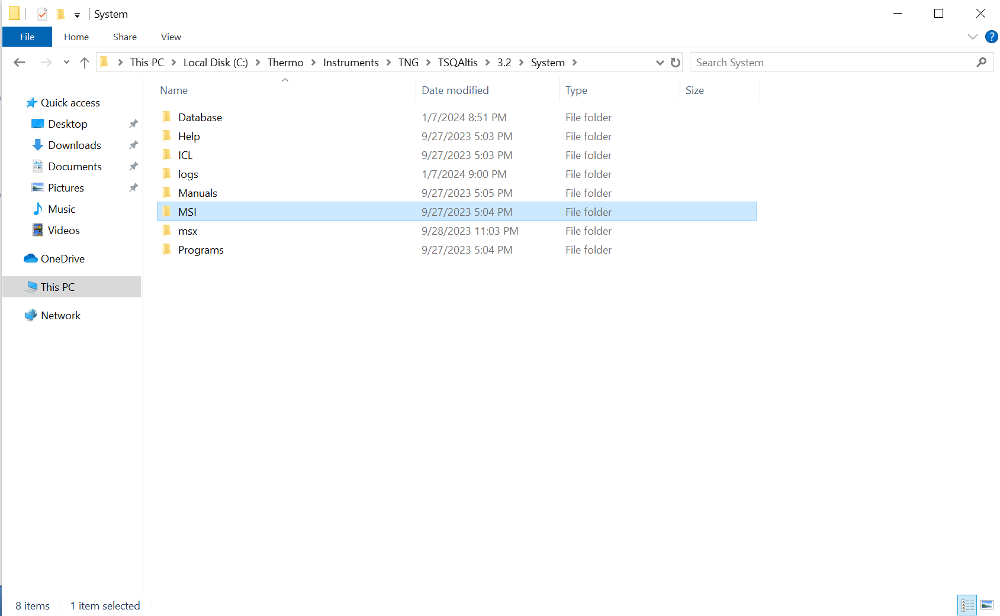 System
File Home Share View
This PC Local Disk (C:) Thermo Instruments TNG TSQAltis 3.2 System Search System
Name Date modified Type Size
Quick access
Desktop
Downloads
Documents
Pictures
Music
Videos
OneDrive
This PC
Network
Database 1/7/2024 8:51 PM File folder
Help 9/27/2023 5:03 PM File folder
ICL 9/27/2023 5:03 PM File folder
logs 1/7/2024 9:00 PM File folder
Manuals 9/27/2023 5:05 PM File folder
MSI 9/27/2023 5:04 PM File folder
msx 9/28/2023 11:03 PM File folder
Programs 9/27/2023 5:04 PM File folder
8 items 1 item selected